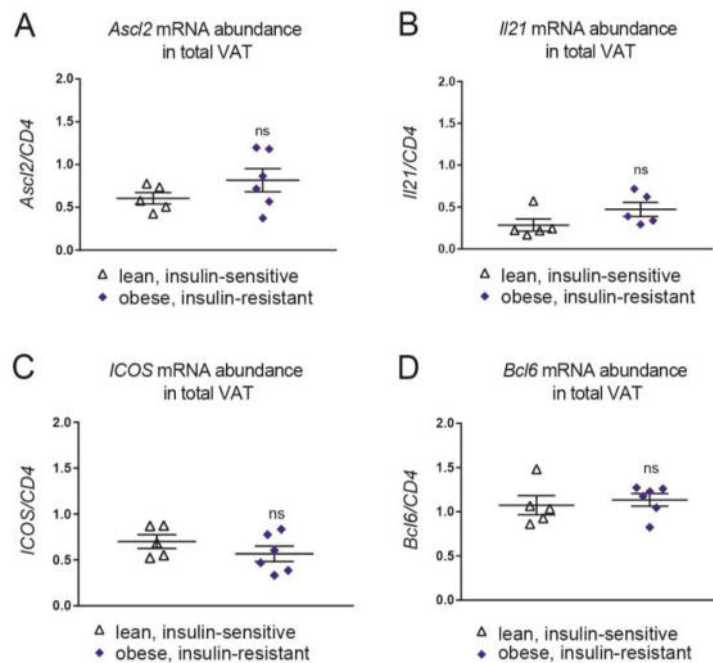 A
Ascl2 mRNA abundance
in total VAT
2.0
1.5
1.0
0.5
0.0
Ascl2/CD4
ns
lean, insulin-sensitive
obese, insulin-resistant
B
Il21 mRNA abundance
in total VAT
2.0
1.5
1.0
0.5
0.0
Il21/CD4
ns
lean, insulin-sensitive
obese, insulin-resistant
C
ICOS mRNA abundance
in total VAT
2.0
1.5
1.0
0.5
0.0
ICOS/CD4
ns
lean, insulin-sensitive
obese, insulin-resistant
D
Bcl6 mRNA abundance
in total VAT
2.0
1.5
1.0
0.5
0.0
Bcl6/CD4
ns
lean, insulin-sensitive
obese, insulin-resistant